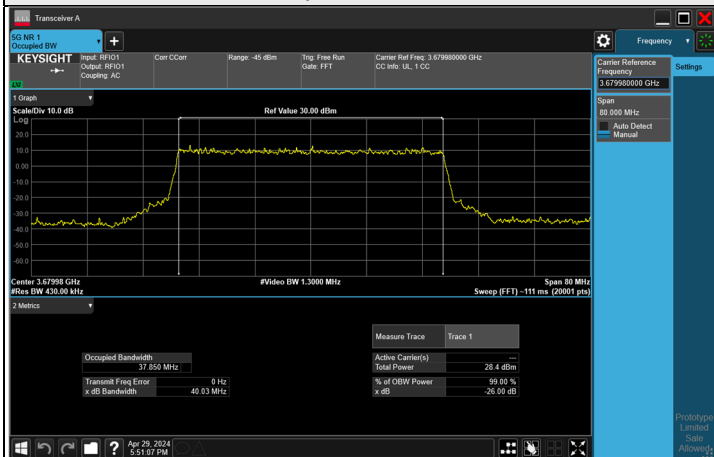 Transceiver A
5G NR 1
Occupied BW
Frequency
KEYSIGHT
Input: RFIO1
Output: RFIO1
Coupling: AC
Corr CCorr
Range: -45 dBm
Trig: Free Run
Gate: FFT
Carrier Ref Freq: 3.679980000 GHz
CC Info: UL, 1 CC
LXI
Carrier Reference
Frequency
3.679980000 GHz
Settings
Span
80.000 MHz
Auto Detect
Manual
1 Graph
Scale/Div 10.0 dB
Ref Value 30.00 dBm
Log
20.0
10.0
0.00
-10.0
-20.0
-30.0
-40.0
-50.0
-60.0
Center 3.67998 GHz
#Video BW 1.3000 MHz
Span 80 MHz
#Res BW 430.00 kHz
Sweep (FFT) ~111 ms (20001 pts)
2 Metrics
Measure Trace
Trace 1
Occupied Bandwidth
37.850 MHz
Active Carrier(s)
---
Total Power
28.4 dBm
Transmit Freq Error
0 Hz
% of OBW Power
99.00 %
x dB Bandwidth
40.03 MHz
x dB
-26.00 dB
Prototype
Limited
Sale
Allowed
?
Apr 29, 2024
5:51:07 PM